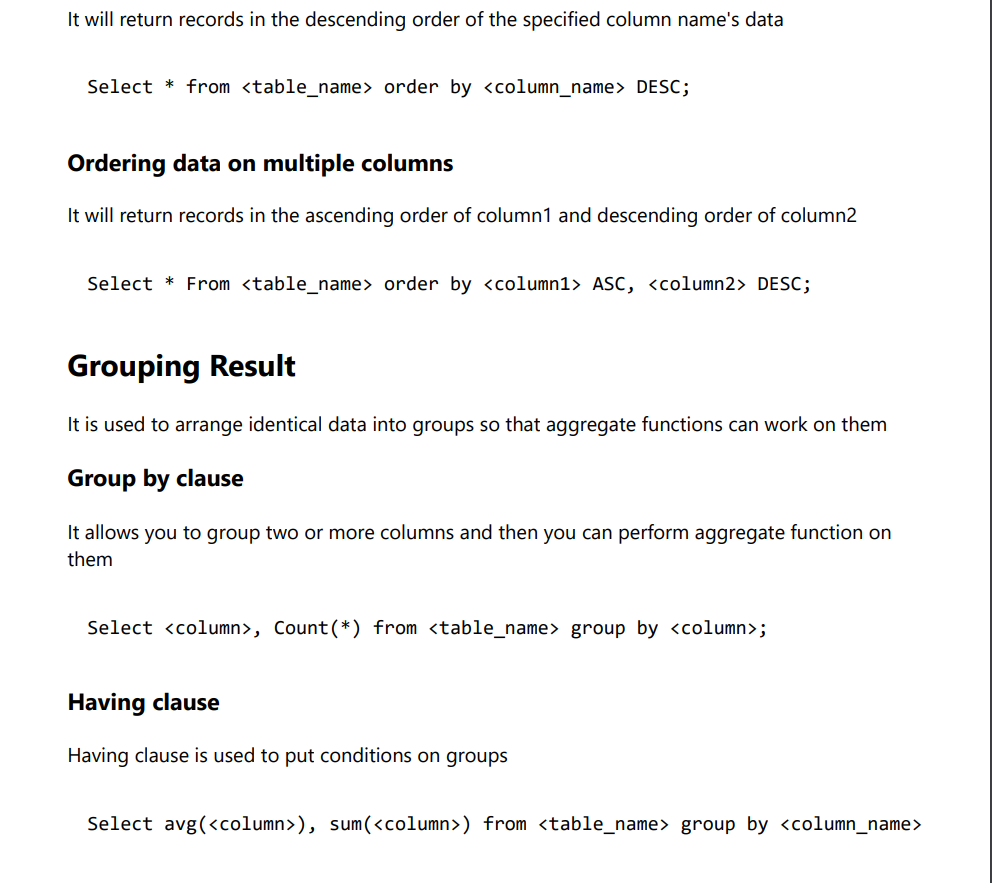 It will return records in the descending order of the specified column name's data
Select * from <table_name> order by <column_name> DESC;
Ordering data on multiple columns
It will return records in the ascending order of column1 and descending order of column2
Select * From <table_name> order by <column1> ASC, <column2> DESC;
Grouping Result
It is used to arrange identical data into groups so that aggregate functions can work on them
Group by clause
It allows you to group two or more columns and then you can perform aggregate function on
them
Select <column>, Count(*) from <table_name> group by <column>;
Having clause
Having clause is used to put conditions on groups
Select avg(<column>), sum(<column>) from <table_name> group by <column_name>